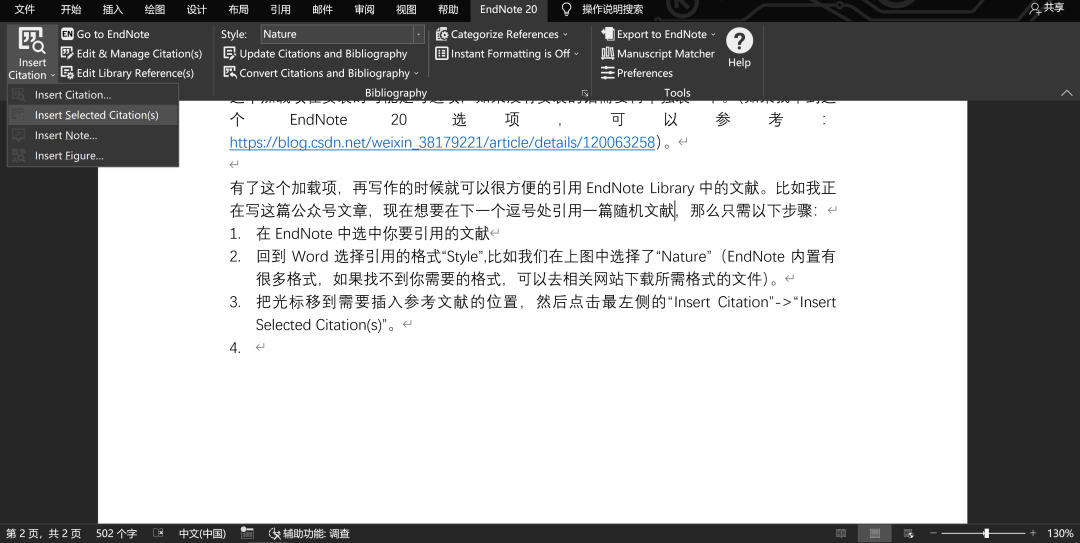 文件 开始 插入 绘图 设计 布局 引用 邮件 审阅 视图 帮助 EndNote 20 操作说明搜索 共享
Insert Citation
EN Go to EndNote
Edit & Manage Citation(s)
Edit Library Reference(s)
Style: Nature
Update Citations and Bibliography
Convert Citations and Bibliography
Categorize References
Instant Formatting is Off
Bibliography
Export to EndNote
Manuscript Matcher
Preferences
Help
Tools
Insert Citation...
Insert Selected Citation(s)
Insert Note...
Insert Figure...
个 EndNote 20 选项，可以参考：
https://blog.csdn.net/weixin_38179221/article/details/120063258)。
有了这个加载项，再写作的时候就可以很方便的引用 EndNote Library 中的文献。比如我正
在写这篇公众号文章，现在想要在下一个逗号处引用一篇随机文献，那么只需以下步骤：
1. 在 EndNote 中选中你要引用的文献
2. 回到 Word 选择引用的格式“Style”,比如我们在上图中选择了“Nature”（EndNote 内置有
很多格式，如果找不到你需要的格式，可以去相关网站下载所需格式的文件）。
3. 把光标移到需要插入参考文献的位置，然后点击最左侧的“Insert Citation”->“Insert
Selected Citation(s)”。
4.
第 2 页，共 2 页 502 个字 中文(中国) 辅助功能: 调查 130%